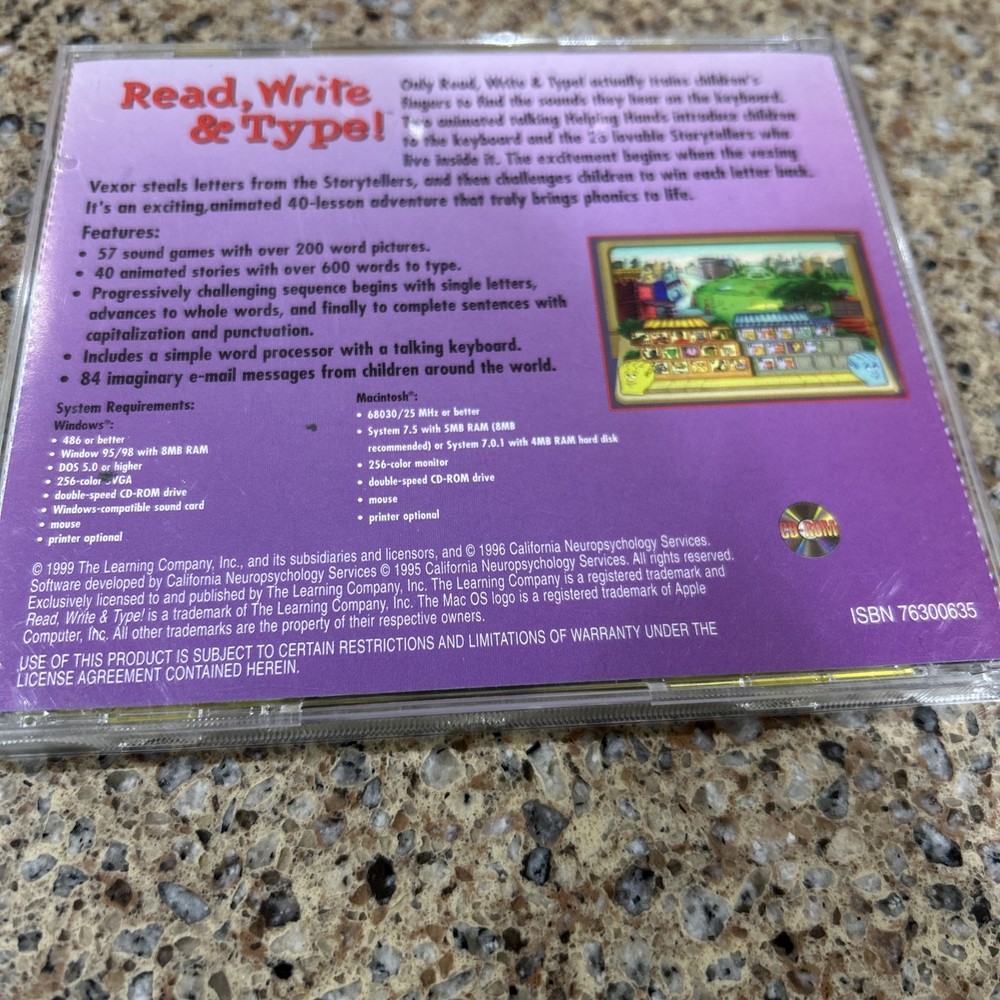 Read, Write
& Type!
Only Read, Write & Type! actually trains children's
fingers to find the sounds they hear on the keyboard.
Two animated talking Helping Hands introduce children
to the keyboard and the 26 lovable Storytellers who
live inside it. The excitement begins when the vexing
Vexor steals letters from the Storytellers, and then challenges children to win each letter back.
It's an exciting,animated 40-lesson adventure that truly brings phonics to life.
Features:
• 57 sound games with over 200 word pictures.
• 40 animated stories with over 600 words to type.
• Progressively challenging sequence begins with single letters,
advances to whole words, and finally to complete sentences with
capitalization and punctuation.
• Includes a simple word processor with a talking keyboard.
• 84 imaginary e-mail messages from children around the world.
System Requirements:
Windows®:
• 486 or better
• Window 95/98 with 8MB RAM
• DOS 5.0 or higher
• 256-color SVGA
• double-speed CD-ROM drive
• Windows-compatible sound card
• mouse
• printer optional
Macintosh®:
• 68030/25 MHz or better
• System 7.5 with 5MB RAM (8MB
recommended) or System 7.0.1 with 4MB RAM hard disk
• 256-color monitor
• double-speed CD-ROM drive
• mouse
• printer optional
CD-ROM
© 1999 The Learning Company, Inc., and its subsidiaries and licensors, and © 1996 California Neuropsychology Services.
Software developed by California Neuropsychology Services © 1995 California Neuropsychology Services. All rights reserved.
Exclusively licensed to and published by The Learning Company, Inc. The Learning Company is a registered trademark and
Read, Write & Type! is a trademark of The Learning Company, Inc. The Mac OS logo is a registered trademark of Apple
Computer, Inc. All other trademarks are the property of their respective owners.
ISBN 76300635
USE OF THIS PRODUCT IS SUBJECT TO CERTAIN RESTRICTIONS AND LIMITATIONS OF WARRANTY UNDER THE
LICENSE AGREEMENT CONTAINED HEREIN.